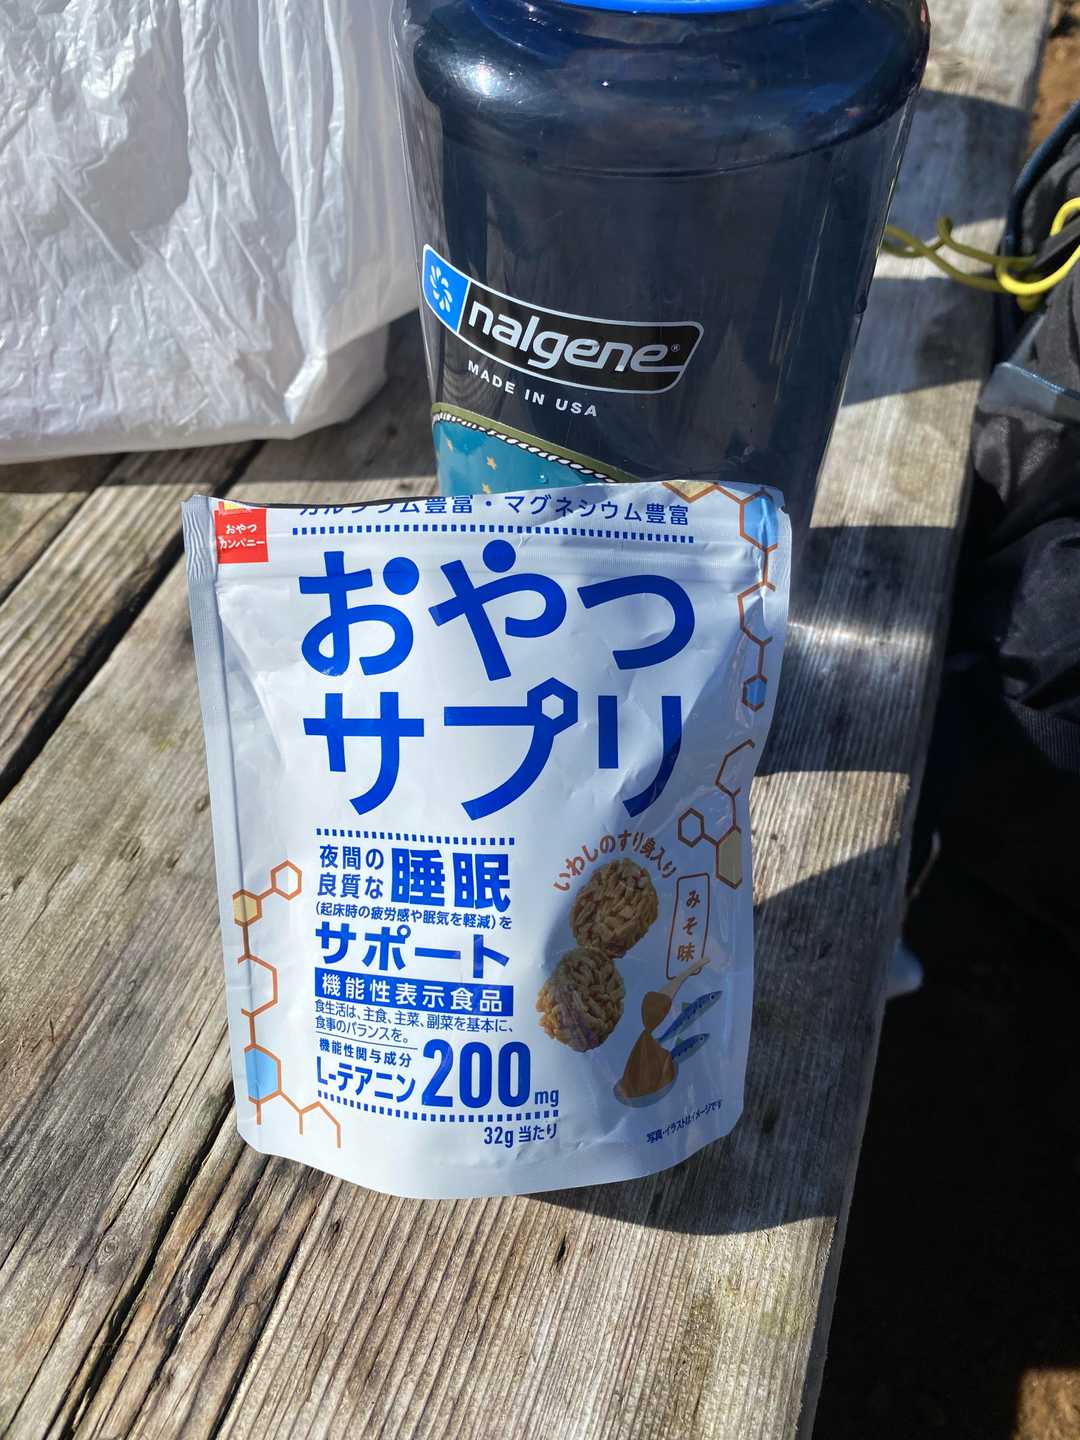 nalgene®
MADE IN USA
カルシウム豊富・マグネシウム豊富
おやつ
カンパニー
おやつ
サプリ
夜間の
良質な睡眠
(起床時の疲労感や眠気を軽減)を
サポート
機能性表示食品
食生活は、主食、主菜、副菜を基本に、
食事のバランスを。
機能性関与成分
L-テアニン200mg
32g当たり
いわしのすり身入り
みそ味
写真・イラストはイメージです